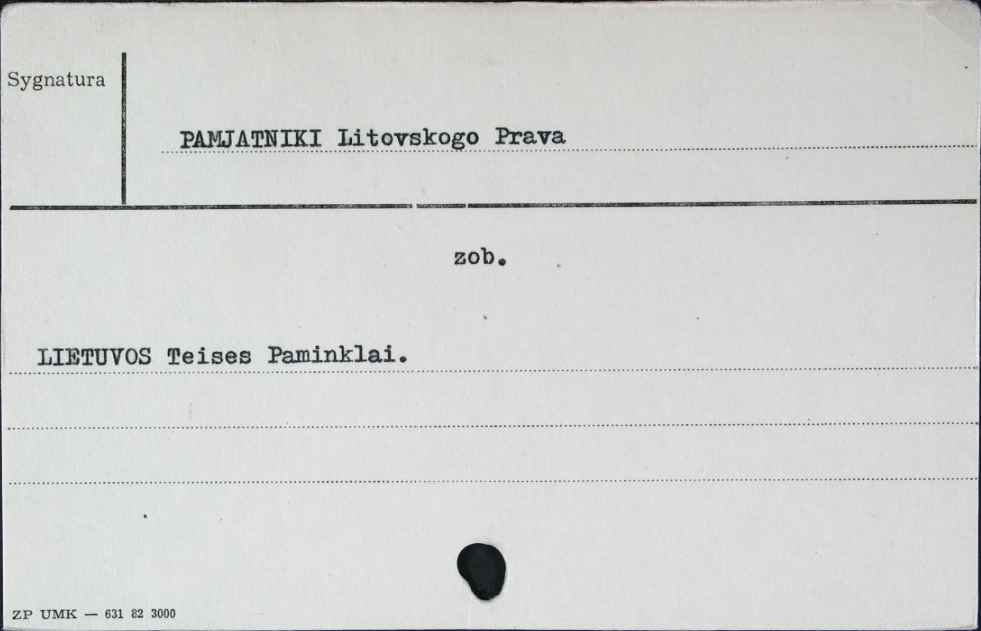 Sygnatura
PAMJATNIKI Litovskogo Prava
zob.
LIETUVOS Teises Paminklai.
ZP UMK — 631 82 3000